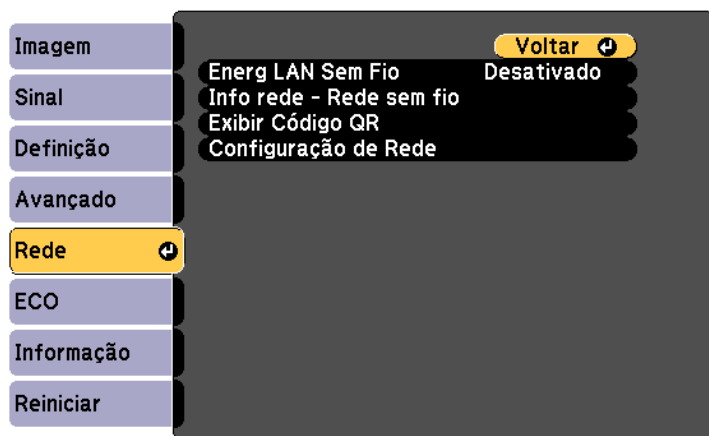 Imagem
Sinal
Definição
Avançado
Rede
ECO
Informação
Reiniciar
Voltar
Energ LAN Sem Fio Desativado
Info rede - Rede sem fio
Exibir Código QR
Configuração de Rede